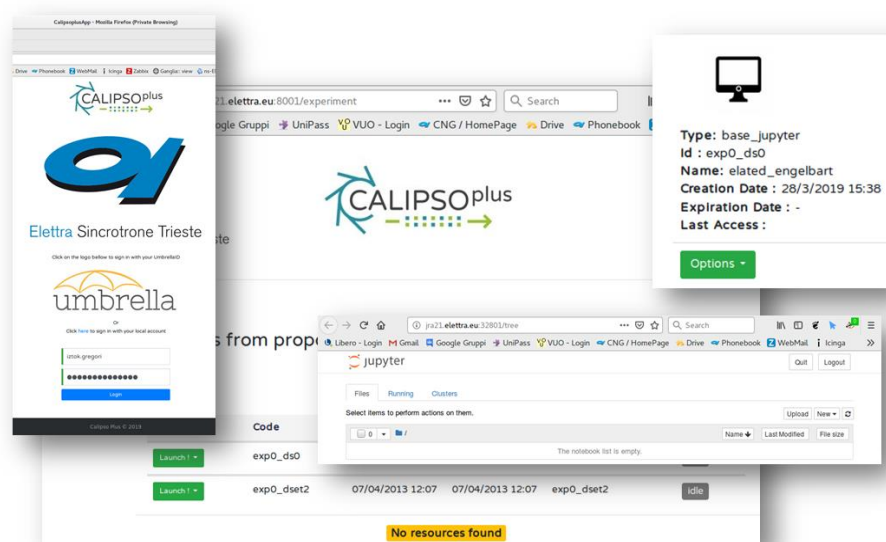 CalipsoplusApp - Mozilla Firefox (Private Browsing)
Drive Phonebook WebMail Icinga Zabbix Ganglia: view
CALIPSOplus
Elettra Sincrotrone Trieste
Click on the logo bellow to sign in with your UmbrellaID
umbrella
Or
Click here to sign in with your local account
iztok.gregori
Login
Calipso Plus © 2018
21.elettra.eu:8001/experiment
Search
ogle Gruppi UniPass VUO - Login CNG / HomePage Drive Phonebook
CALIPSOplus
ste
s from prop
Code
Launch !
exp0_ds0
Launch !
exp0_dset2
07/04/2013 12:07
07/04/2013 12:07
exp0_dset2
idle
No resources found
Type: base_jupyter
Id : exp0_ds0
Name: elated_engelbart
Creation Date : 28/3/2019 15:38
Expiration Date : -
Last Access :
Options
jra21.elettra.eu:32801/tree
Search
Libero - Login Gmail Google Gruppi UniPass VUO - Login CNG / HomePage Drive Phonebook WebMail Icinga
jupyter
Quit
Logout
Files
Running
Clusters
Select items to perform actions on them.
Upload
New
0
/
Name
Last Modified
File size
The notebook list is empty.